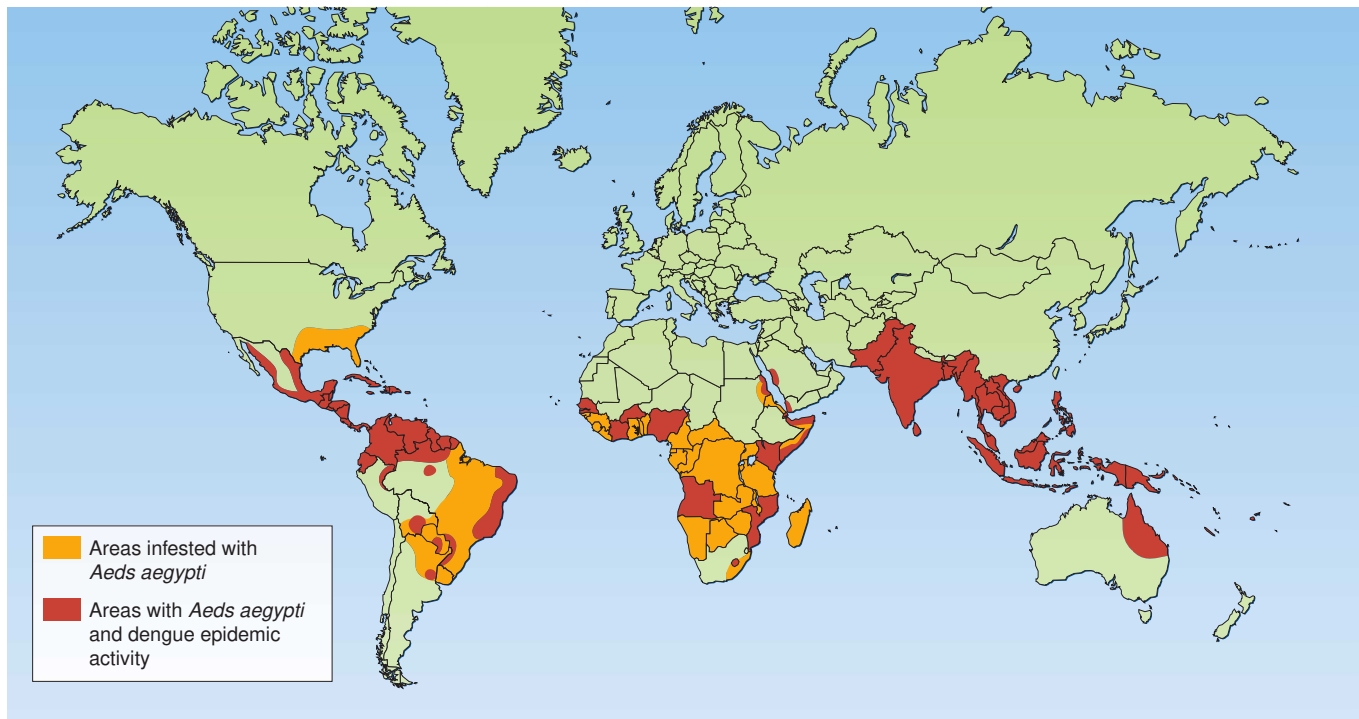 Areas infested with
Aeds aegypti
Areas with Aeds aegypti
and dengue epidemic
activity